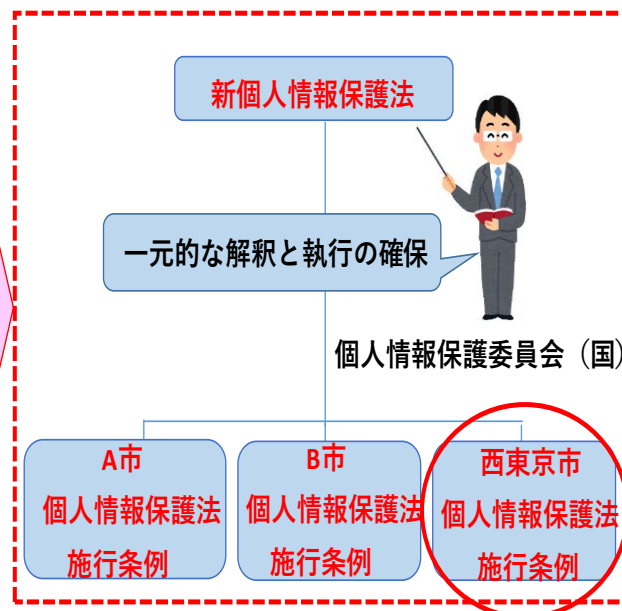 新個人情報保護法
一元的な解釈と執行の確保
個人情報保護委員会（国）
A市
個人情報保護法
施行条例
B市
個人情報保護法
施行条例
西東京市
個人情報保護法
施行条例